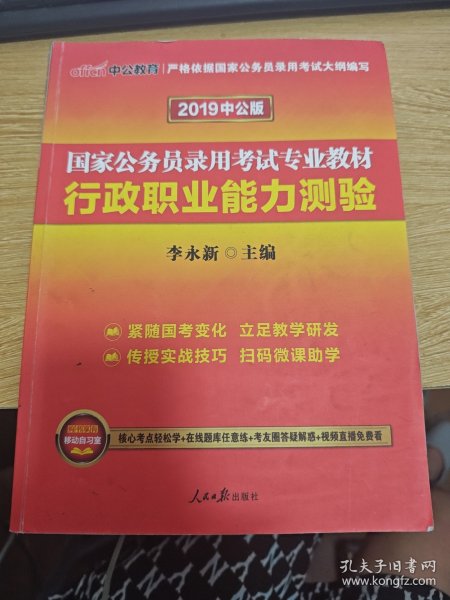 offcn 中公教育 严格依据国家公务员录用考试大纲编写
2019中公版
国家公务员录用考试专业教材
行政职业能力测验
李永新◎主编
紧随国考变化 立足教学研发
传授实战技巧 扫码微课助学
移动自习室
核心考点轻松学+在线题库任意练+考友圈答疑解惑+视频直播免费看
人民日报出版社
孔夫子旧书网
www.kongfz.com